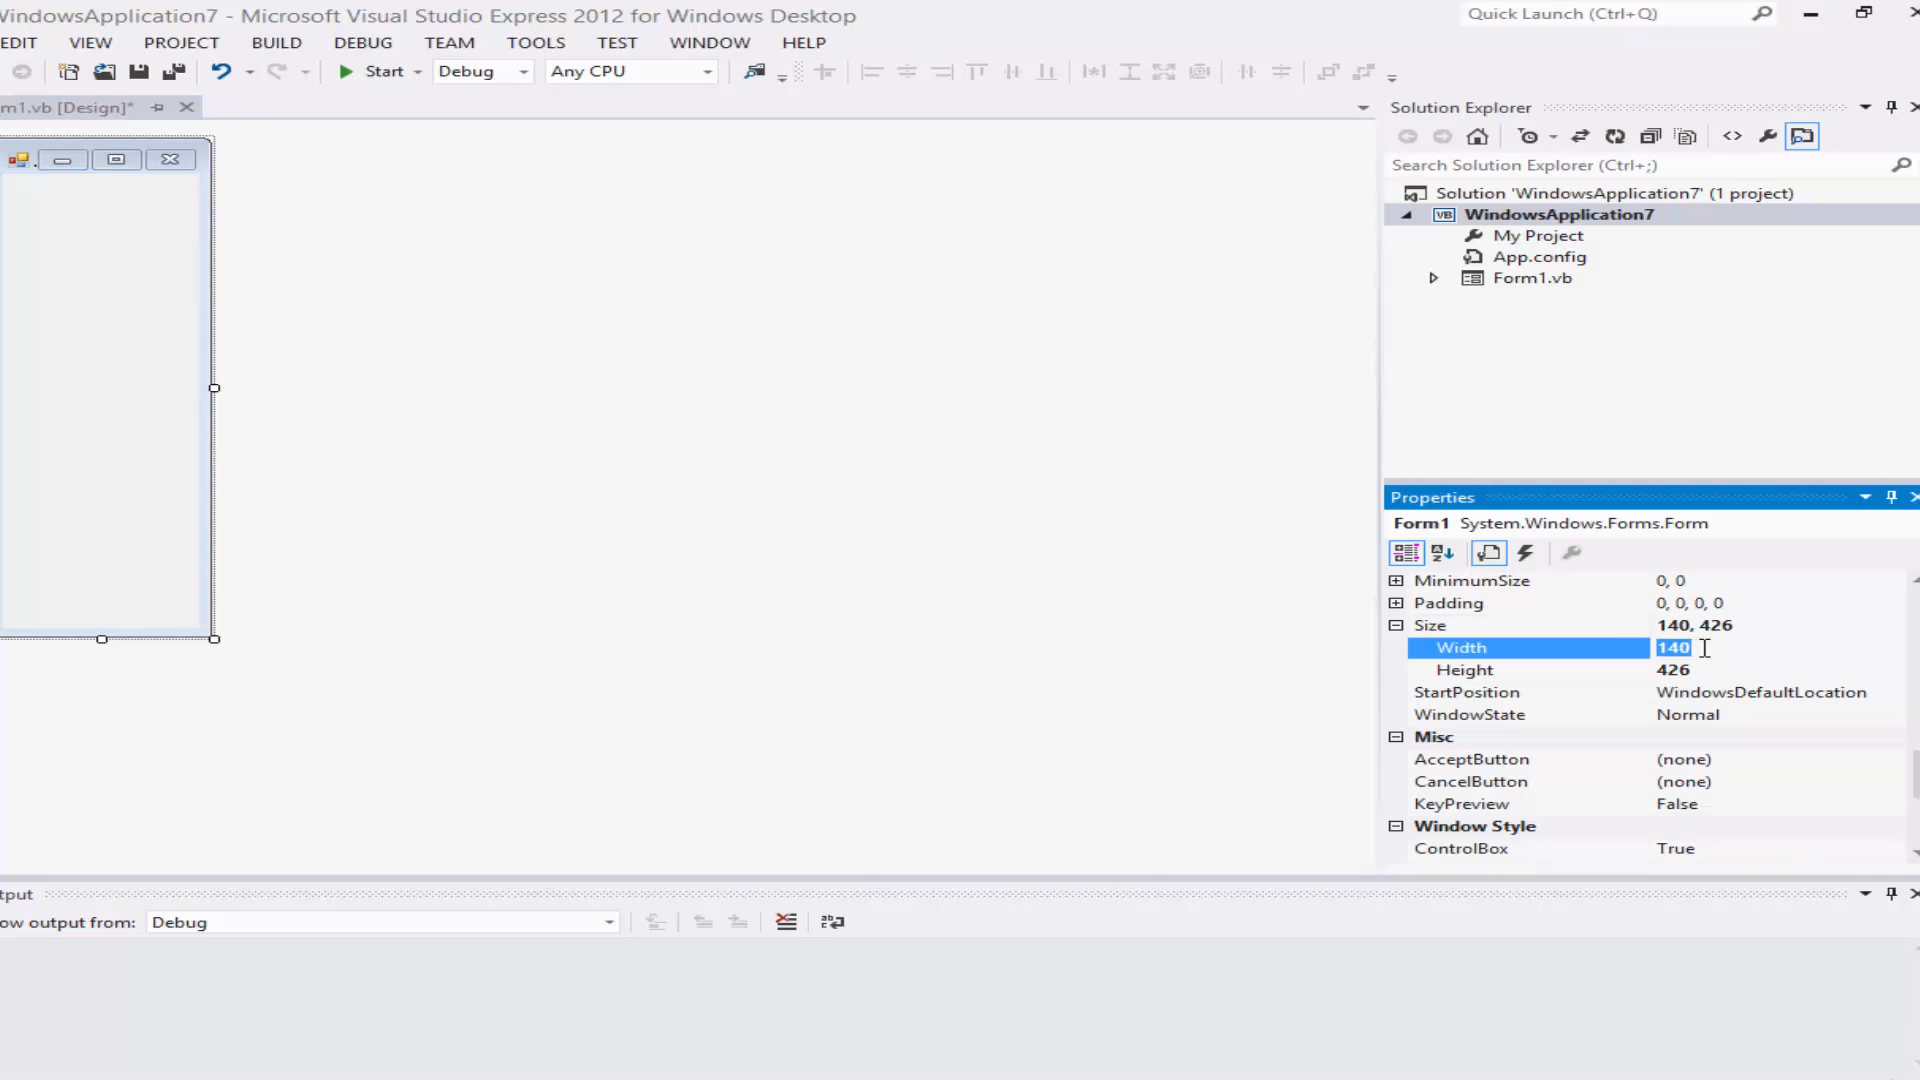 WindowsApplication7 - Microsoft Visual Studio Express 2012 for Windows Desktop
Quick Launch (Ctrl+Q)
EDIT VIEW PROJECT BUILD DEBUG TEAM TOOLS TEST WINDOW HELP
Start Debug Any CPU
m1.vb [Design]*
Solution Explorer
Search Solution Explorer (Ctrl+;)
Solution 'WindowsApplication7' (1 project)
VB WindowsApplication7
My Project
App.config
Form1.vb
Properties
Form1 System.Windows.Forms.Form
MinimumSize 0, 0
Padding 0, 0, 0, 0
Size 140, 426
Width 140
Height 426
StartPosition WindowsDefaultLocation
WindowState Normal
Misc
AcceptButton (none)
CancelButton (none)
KeyPreview False
Window Style
ControlBox True
tput
ow output from: Debug